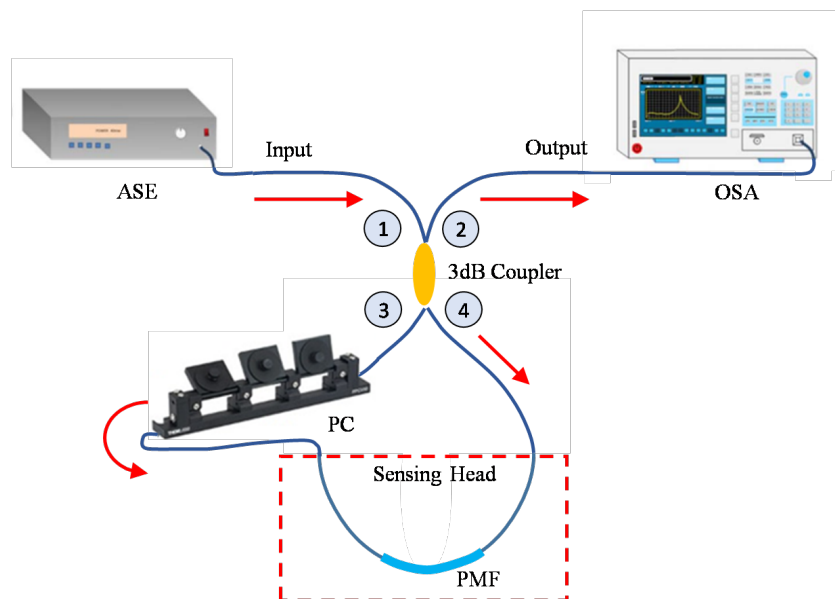 Input
Output
ASE
OSA
1
2
3dB Coupler
3
4
PC
Sensing Head
PMF